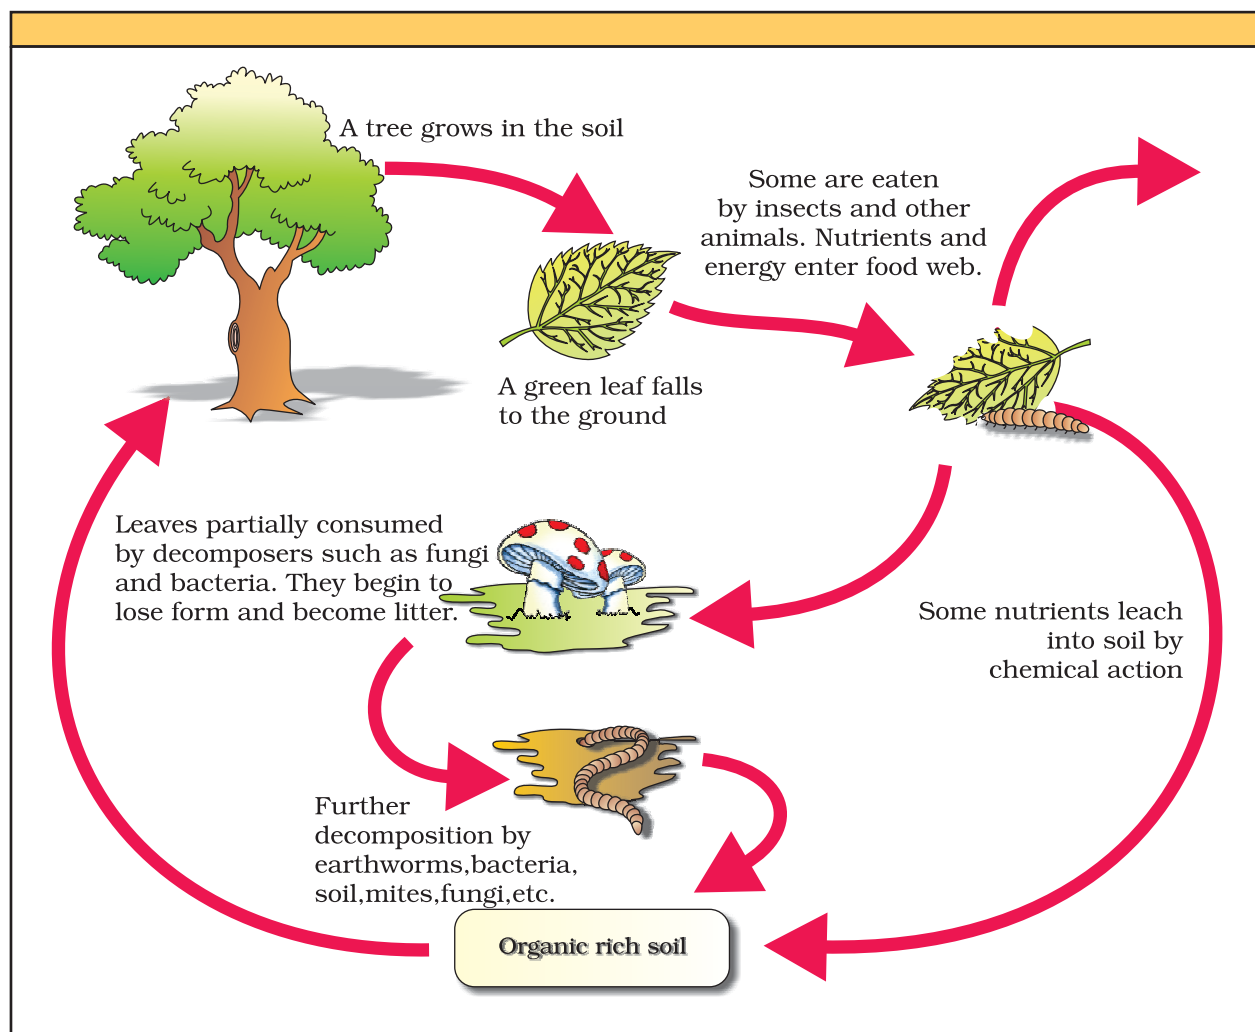 A tree grows in the soil
Some are eaten
by insects and other
animals. Nutrients and
energy enter food web.
A green leaf falls
to the ground
Leaves partially consumed
by decomposers such as fungi
and bacteria. They begin to
lose form and become litter.
Some nutrients leach
into soil by
chemical action
Further
decomposition by
earthworms,bacteria,
soil,mites,fungi,etc.
Organic rich soil